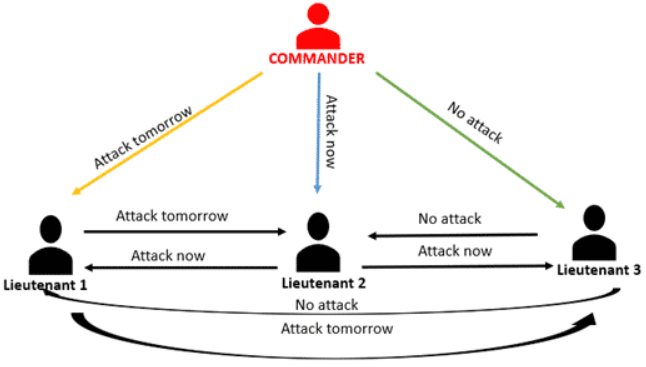 COMMANDER
Attack tomorrow
Attack now
No attack
Attack tomorrow
No attack
Attack now
Attack now
Lieutenant 1
Lieutenant 2
Lieutenant 3
No attack
Attack tomorrow